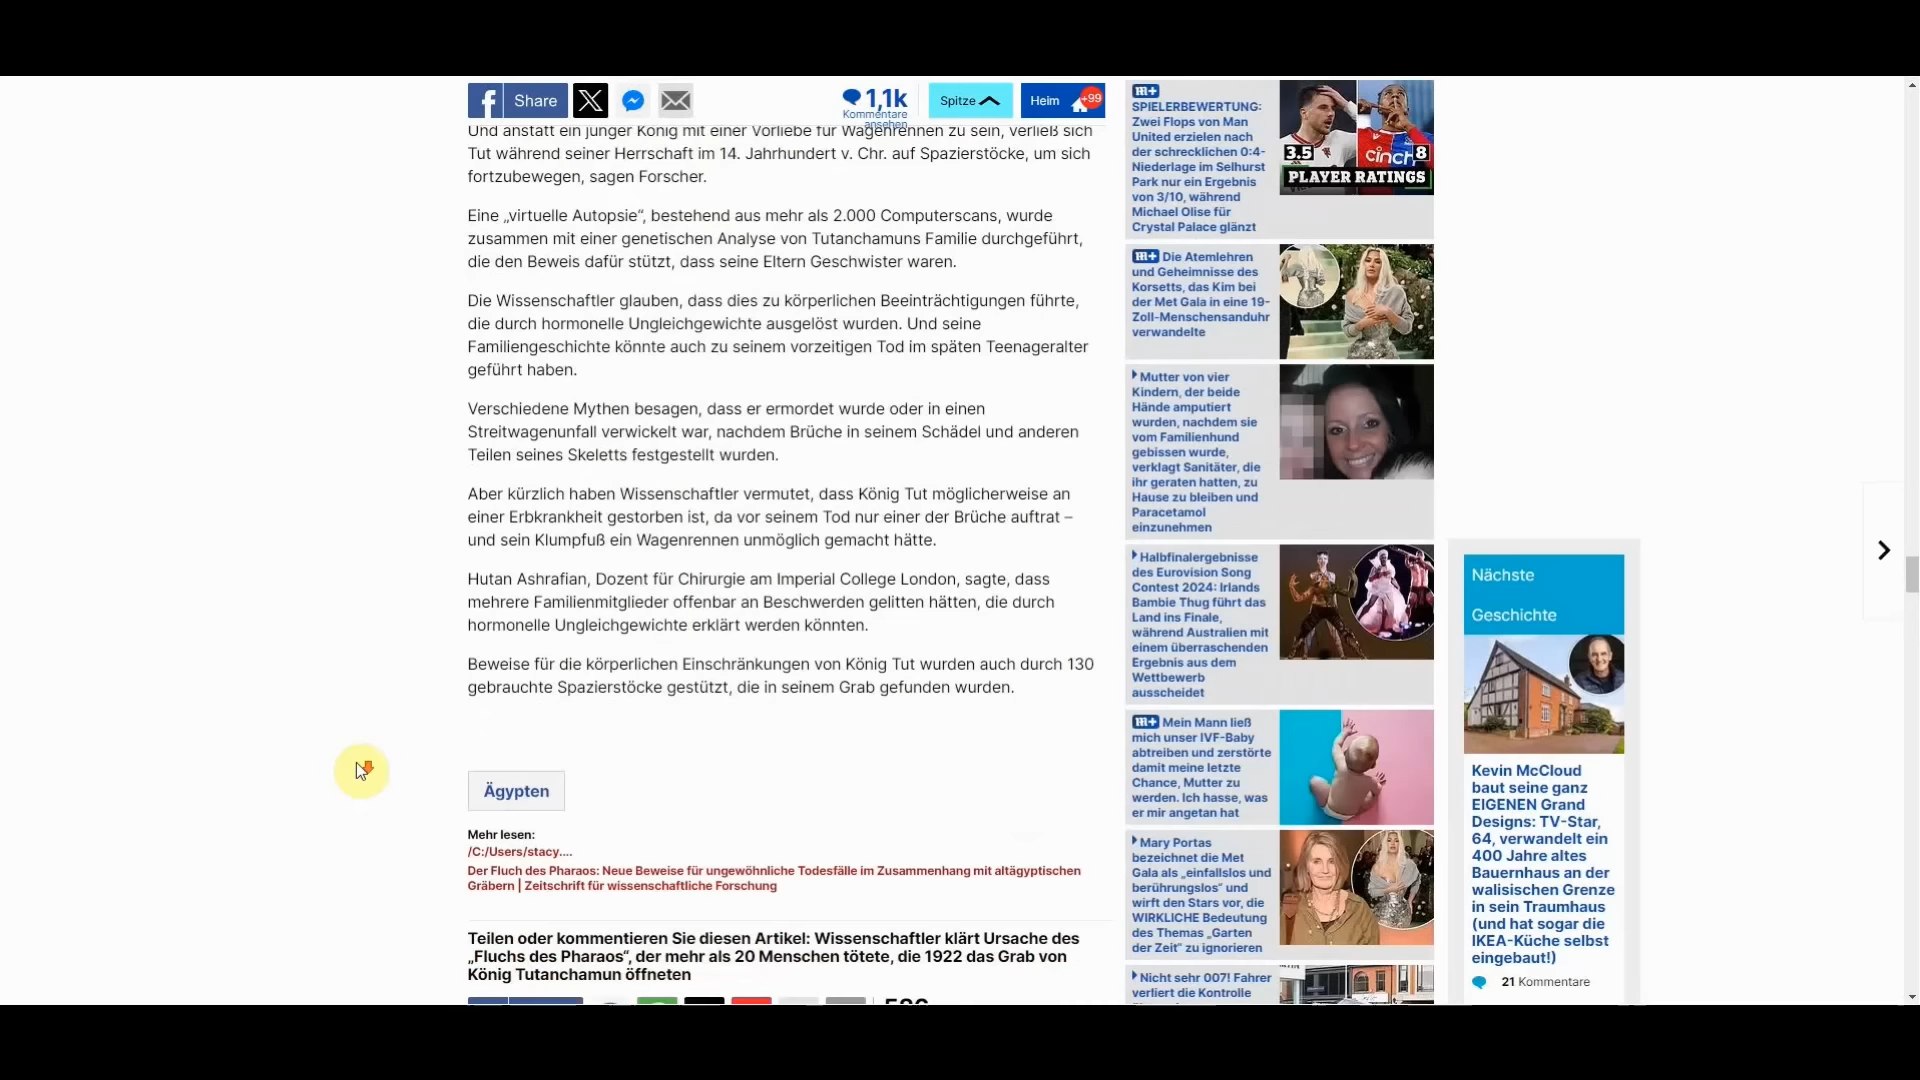 Share
1,1k
Kommentare
ansehen
Spitze
Heim
+99
Und anstatt ein junger König mit einer Vorliebe für Wagenrennen zu sein, verließ sich
Tut während seiner Herrschaft im 14. Jahrhundert v. Chr. auf Spazierstöcke, um sich
fortzubewegen, sagen Forscher.
Eine „virtuelle Autopsie“, bestehend aus mehr als 2.000 Computerscans, wurde
zusammen mit einer genetischen Analyse von Tutanchamuns Familie durchgeführt,
die den Beweis dafür stützt, dass seine Eltern Geschwister waren.
Die Wissenschaftler glauben, dass dies zu körperlichen Beeinträchtigungen führte,
die durch hormonelle Ungleichgewichte ausgelöst wurden. Und seine
Familiengeschichte könnte auch zu seinem vorzeitigen Tod im späten Teenageralter
geführt haben.
Verschiedene Mythen besagen, dass er ermordet wurde oder in einen
Streitwagenunfall verwickelt war, nachdem Brüche in seinem Schädel und anderen
Teilen seines Skeletts festgestellt wurden.
Aber kürzlich haben Wissenschaftler vermutet, dass König Tut möglicherweise an
einer Erbkrankheit gestorben ist, da vor seinem Tod nur einer der Brüche auftrat –
und sein Klumpfuß ein Wagenrennen unmöglich gemacht hätte.
Hutan Ashrafian, Dozent für Chirurgie am Imperial College London, sagte, dass
mehrere Familienmitglieder offenbar an Beschwerden gelitten hätten, die durch
hormonelle Ungleichgewichte erklärt werden könnten.
Beweise für die körperlichen Einschränkungen von König Tut wurden auch durch 130
gebrauchte Spazierstöcke gestützt, die in seinem Grab gefunden wurden.
Ägypten
Mehr lesen:
/C:/Users/stacy....
Der Fluch des Pharaos: Neue Beweise für ungewöhnliche Todesfälle im Zusammenhang mit altägyptischen
Gräbern | Zeitschrift für wissenschaftliche Forschung
Teilen oder kommentieren Sie diesen Artikel: Wissenschaftler klärt Ursache des
„Fluchs des Pharaos“, der mehr als 20 Menschen tötete, die 1922 das Grab von
König Tutanchamun öffneten
m+
SPIELERBEWERTUNG:
Zwei Flops von Man
United erzielen nach
der schrecklichen 0:4-
Niederlage im Selhurst
Park nur ein Ergebnis
von 3/10, während
Michael Olise für
Crystal Palace glänzt
3.5
cinch
8
PLAYER RATINGS
m+ Die Atemlehren
und Geheimnisse des
Korsetts, das Kim bei
der Met Gala in eine 19-
Zoll-Menschensanduhr
verwandelte
Mutter von vier
Kindern, der beide
Hände amputiert
wurden, nachdem sie
vom Familienhund
gebissen wurde,
verklagt Sanitäter, die
ihr geraten hatten, zu
Hause zu bleiben und
Paracetamol
einzunehmen
Halbfinalergebnisse
des Eurovision Song
Contest 2024: Irlands
Bambie Thug führt das
Land ins Finale,
während Australien mit
einem überraschenden
Ergebnis aus dem
Wettbewerb
ausscheidet
m+ Mein Mann ließ
mich unser IVF-Baby
abtreiben und zerstörte
damit meine letzte
Chance, Mutter zu
werden. Ich hasse, was
er mir angetan hat
Mary Portas
bezeichnet die Met
Gala als „einfallslos und
berührungslos“ und
wirft den Stars vor, die
WIRKLICHE Bedeutung
des Themas „Garten
der Zeit“ zu ignorieren
Nicht sehr 007! Fahrer
verliert die Kontrolle
Nächste
Geschichte
Kevin McCloud
baut seine ganz
EIGENEN Grand
Designs: TV-Star,
64, verwandelt ein
400 Jahre altes
Bauernhaus an der
walisischen Grenze
in sein Traumhaus
(und hat sogar die
IKEA-Küche selbst
eingebaut!)
21 Kommentare